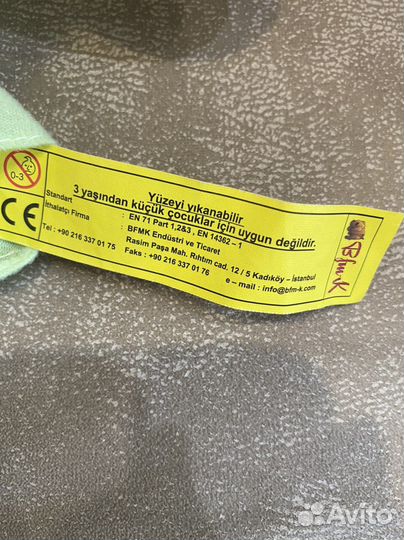 0-3
Yüzeyi yıkanabilir
3 yaşından küçük çocuklar için uygun değildir.
Standart : EN 71 Part 1,2&3 , EN 14362 – 1
İthalatçı Firma : BFMK Endüstri ve Ticaret
Rasim Paşa Mah. Rıhtım cad, 12 / 5 Kadıköy – İstanbul
Tel : +90 216 337 01 75 Faks : +90 216 337 01 76 e – mail : info@bfm-k.com
CE
Bfm-K
Avito